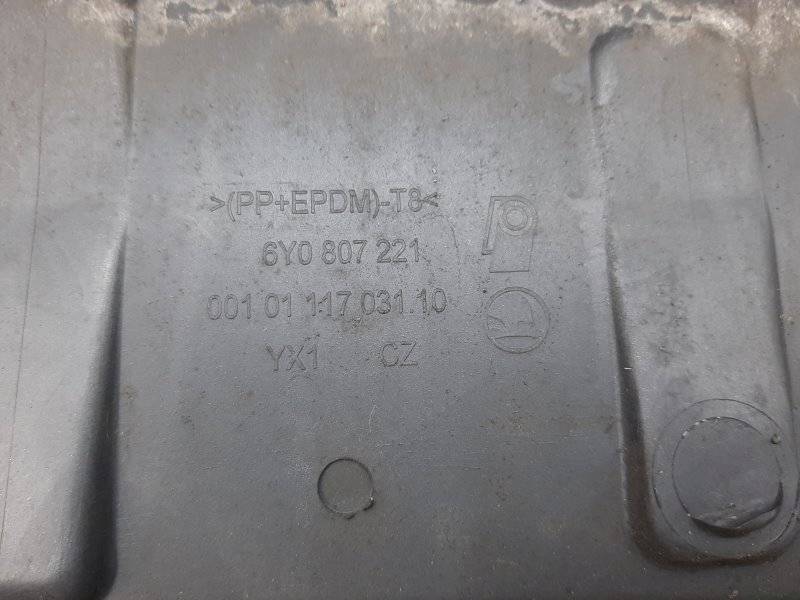 >(PP+EPDM)-T8<
6Y0 807 221
001 01 117 031.10
YX1 CZ